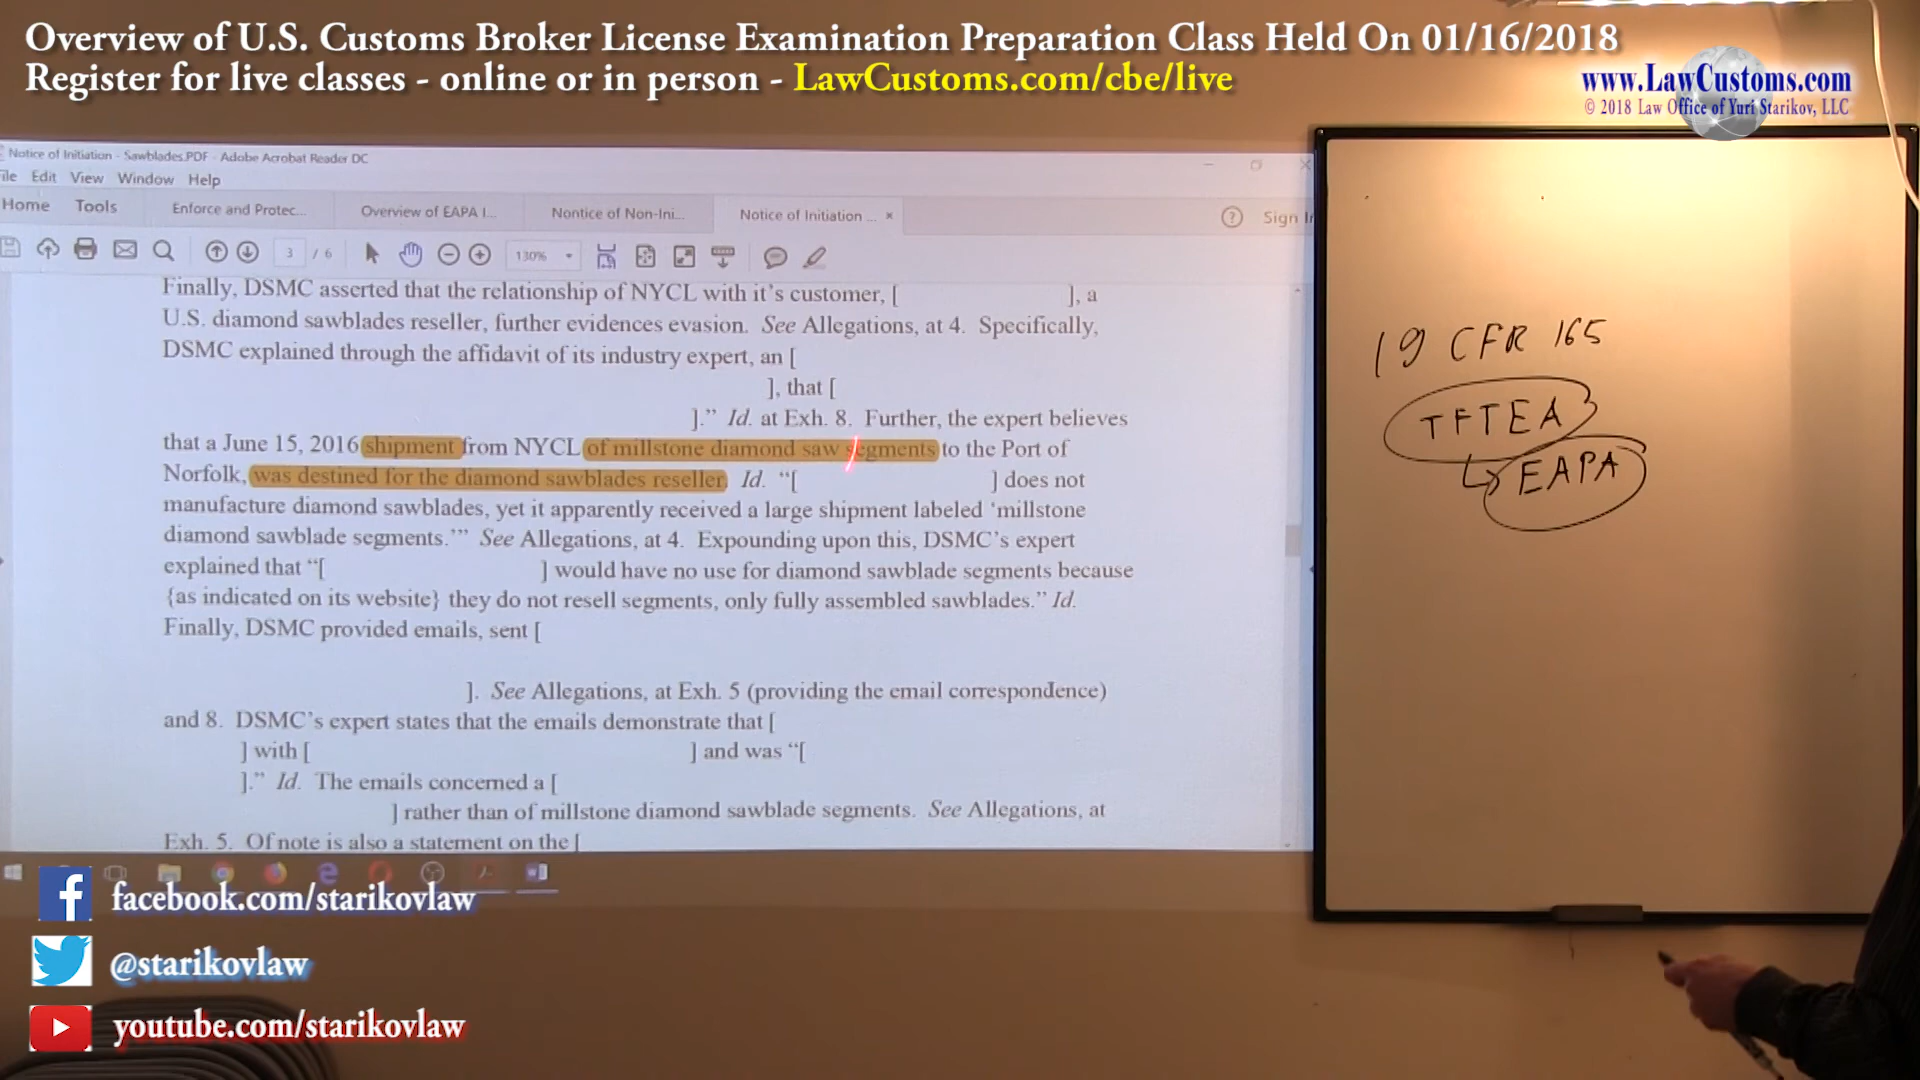 Overview of U.S. Customs Broker License Examination Preparation Class Held On 01/16/2018
Register for live classes - online or in person - LawCustoms.com/cbe/live
www.LawCustoms.com
© 2018 Law Office of Yuri Starikov, LLC
Notice of Initiation - Sawblades.PDF - Adobe Acrobat Reader DC
File Edit View Window Help
Home Tools Enforce and Protec... Overview of EAPA I... Nontice of Non-Ini... Notice of Initiation ... × ? Sign In
3 / 6 130%
Finally, DSMC asserted that the relationship of NYCL with it's customer, [ ], a
U.S. diamond sawblades reseller, further evidences evasion. See Allegations, at 4. Specifically,
DSMC explained through the affidavit of its industry expert, an [
], that [
]." Id. at Exh. 8. Further, the expert believes
that a June 15, 2016 shipment from NYCL of millstone diamond saw segments to the Port of
Norfolk, was destined for the diamond sawblades reseller. Id. "[ ] does not
manufacture diamond sawblades, yet it apparently received a large shipment labeled 'millstone
diamond sawblade segments.'" See Allegations, at 4. Expounding upon this, DSMC's expert
explained that "[ ] would have no use for diamond sawblade segments because
{as indicated on its website} they do not resell segments, only fully assembled sawblades." Id.
Finally, DSMC provided emails, sent [
]. See Allegations, at Exh. 5 (providing the email correspondence)
and 8. DSMC's expert states that the emails demonstrate that [
] with [ ] and was "[
]." Id. The emails concerned a [
] rather than of millstone diamond sawblade segments. See Allegations, at
Exh. 5. Of note is also a statement on the [
19 CFR 165
TFTEA
EAPA
facebook.com/starikovlaw
@starikovlaw
youtube.com/starikovlaw